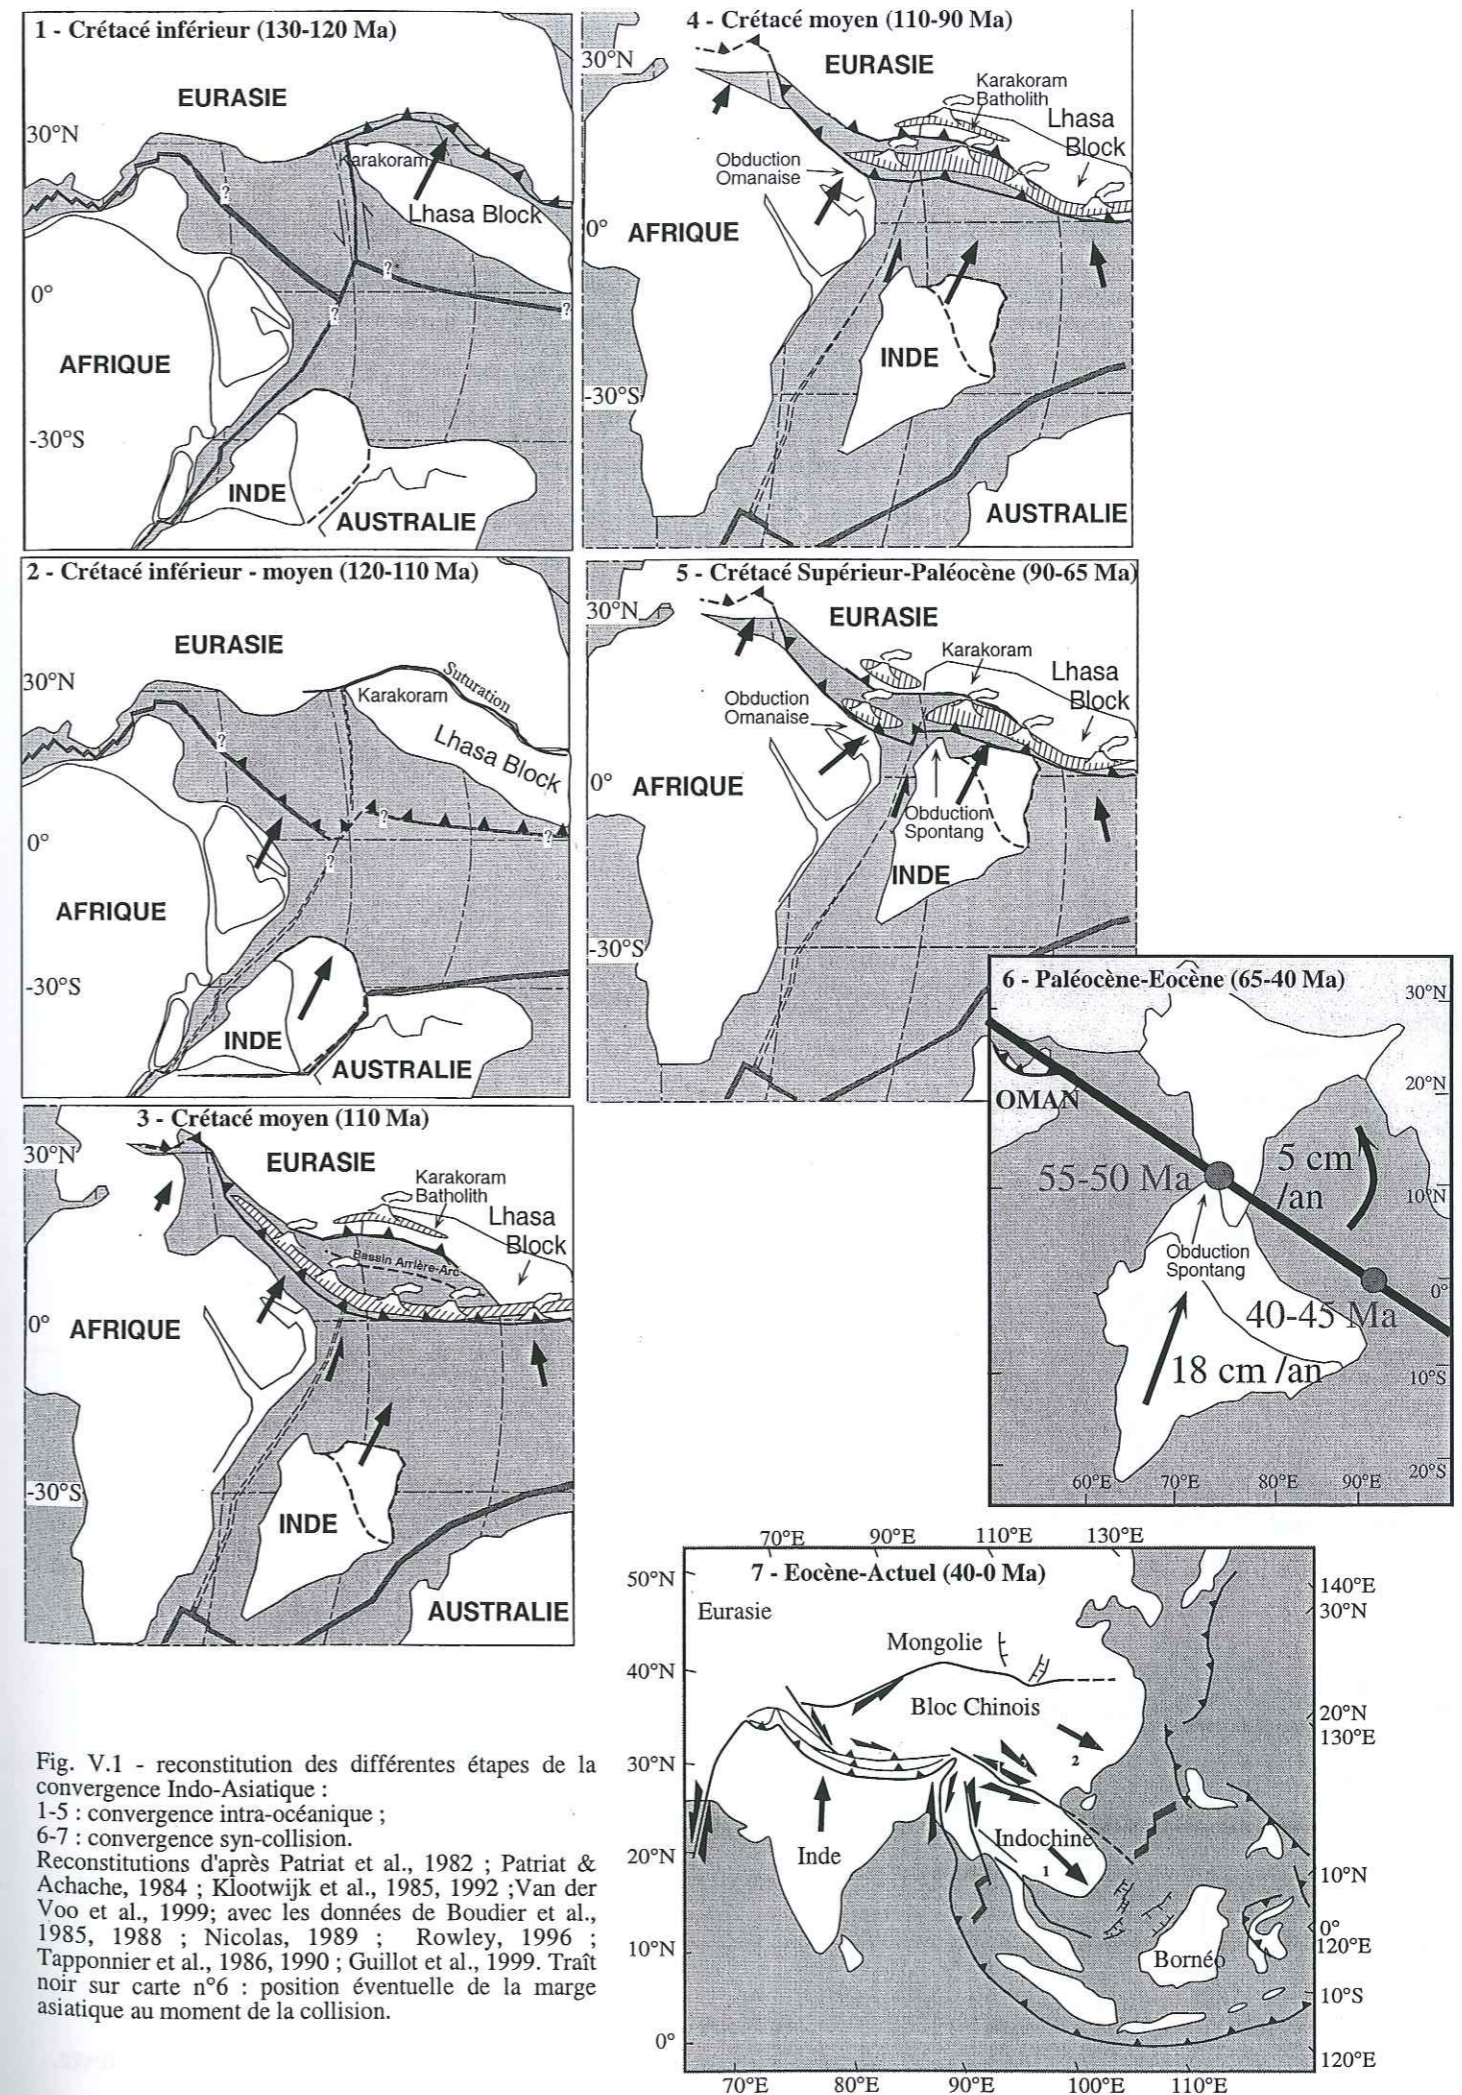 1 - Crétacé inférieur (130-120 Ma)
EURASIE
30°N
Karakoram
Lhasa Block
?
?
0°
?
?
AFRIQUE
-30°S
INDE
AUSTRALIE
2 - Crétacé inférieur - moyen (120-110 Ma)
EURASIE
30°N
Karakoram
Suturation
Lhasa Block
?
?
0°
?
?
AFRIQUE
-30°S
INDE
AUSTRALIE
3 - Crétacé moyen (110 Ma)
30°N
EURASIE
Karakoram
Batholith
Lhasa
Block
Bassin Arrière-Arc
0°
AFRIQUE
-30°S
INDE
AUSTRALIE
4 - Crétacé moyen (110-90 Ma)
30°N
EURASIE
Karakoram
Batholith
Lhasa
Block
Obduction
Omanaise
0°
AFRIQUE
INDE
-30°S
AUSTRALIE
5 - Crétacé Supérieur-Paléocène (90-65 Ma)
30°N
EURASIE
Karakoram
Lhasa
Block
Obduction
Omanaise
0°
AFRIQUE
Obduction
Spontang
INDE
-30°S
6 - Paléocène-Eocène (65-40 Ma)
30°N
20°N
OMAN
55-50 Ma
5 cm
/an
10°N
Obduction
Spontang
0°
40-45 Ma
18 cm /an
10°S
20°S
60°E 70°E 80°E 90°E
70°E 90°E 110°E 130°E
7 - Eocène-Actuel (40-0 Ma)
50°N
140°E
30°N
Eurasie
Mongolie
40°N
Bloc Chinois
20°N
130°E
2
30°N
Indochine
Inde
1
20°N
10°N
0°
120°E
10°N
Bornéo
10°S
0°
120°E
70°E 80°E 90°E 100°E 110°E
Fig. V.1 - reconstitution des différentes étapes de la
convergence Indo-Asiatique :
1-5 : convergence intra-océanique ;
6-7 : convergence syn-collision.
Reconstitutions d'après Patriat et al., 1982 ; Patriat &
Achache, 1984 ; Klootwijk et al., 1985, 1992 ;Van der
Voo et al., 1999; avec les données de Boudier et al.,
1985, 1988 ; Nicolas, 1989 ; Rowley, 1996 ;
Tapponnier et al., 1986, 1990 ; Guillot et al., 1999. Traît
noir sur carte n°6 : position éventuelle de la marge
asiatique au moment de la collision.